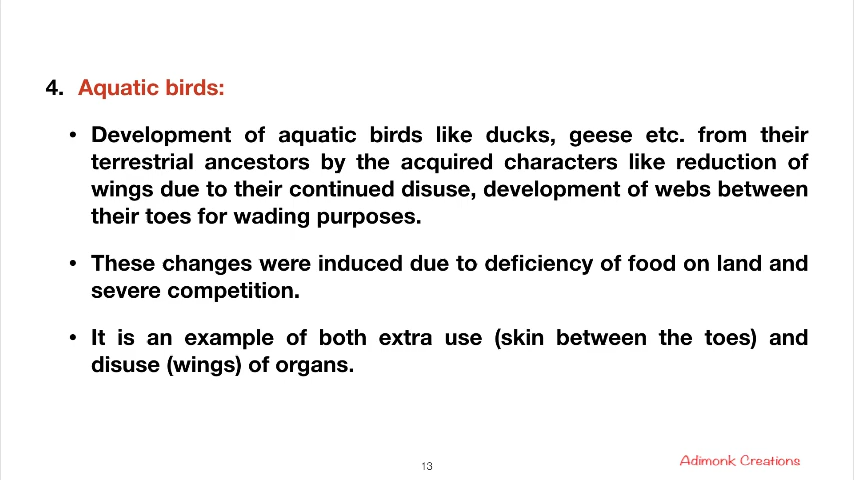 4. Aquatic birds:
• Development of aquatic birds like ducks, geese etc. from their
terrestrial ancestors by the acquired characters like reduction of
wings due to their continued disuse, development of webs between
their toes for wading purposes.
• These changes were induced due to deficiency of food on land and
severe competition.
• It is an example of both extra use (skin between the toes) and
disuse (wings) of organs.
13
Adimonk Creations